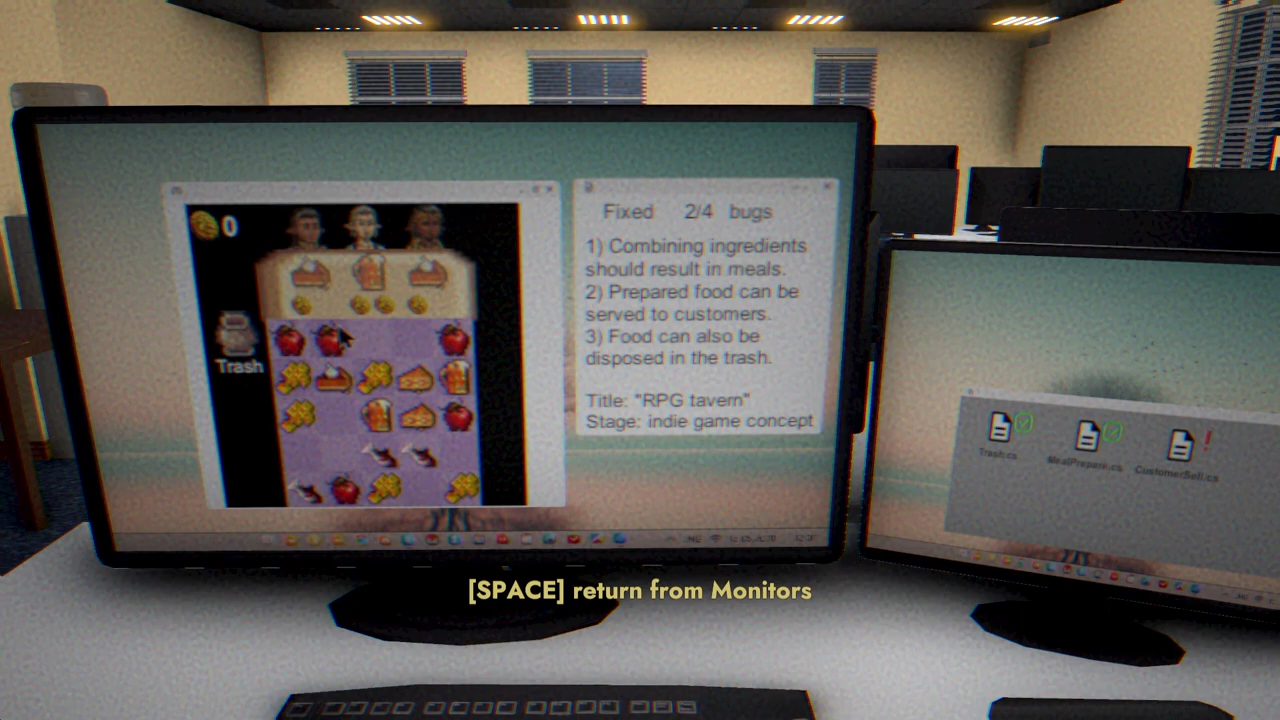 0
Trash
Fixed 2/4 bugs
1) Combining ingredients
should result in meals.
2) Prepared food can be
served to customers.
3) Food can also be
disposed in the trash.
Title: "RPG tavern"
Stage: indie game concept
Trash.cs
MealPrepare.cs
CustomerSell.cs
[SPACE] return from Monitors